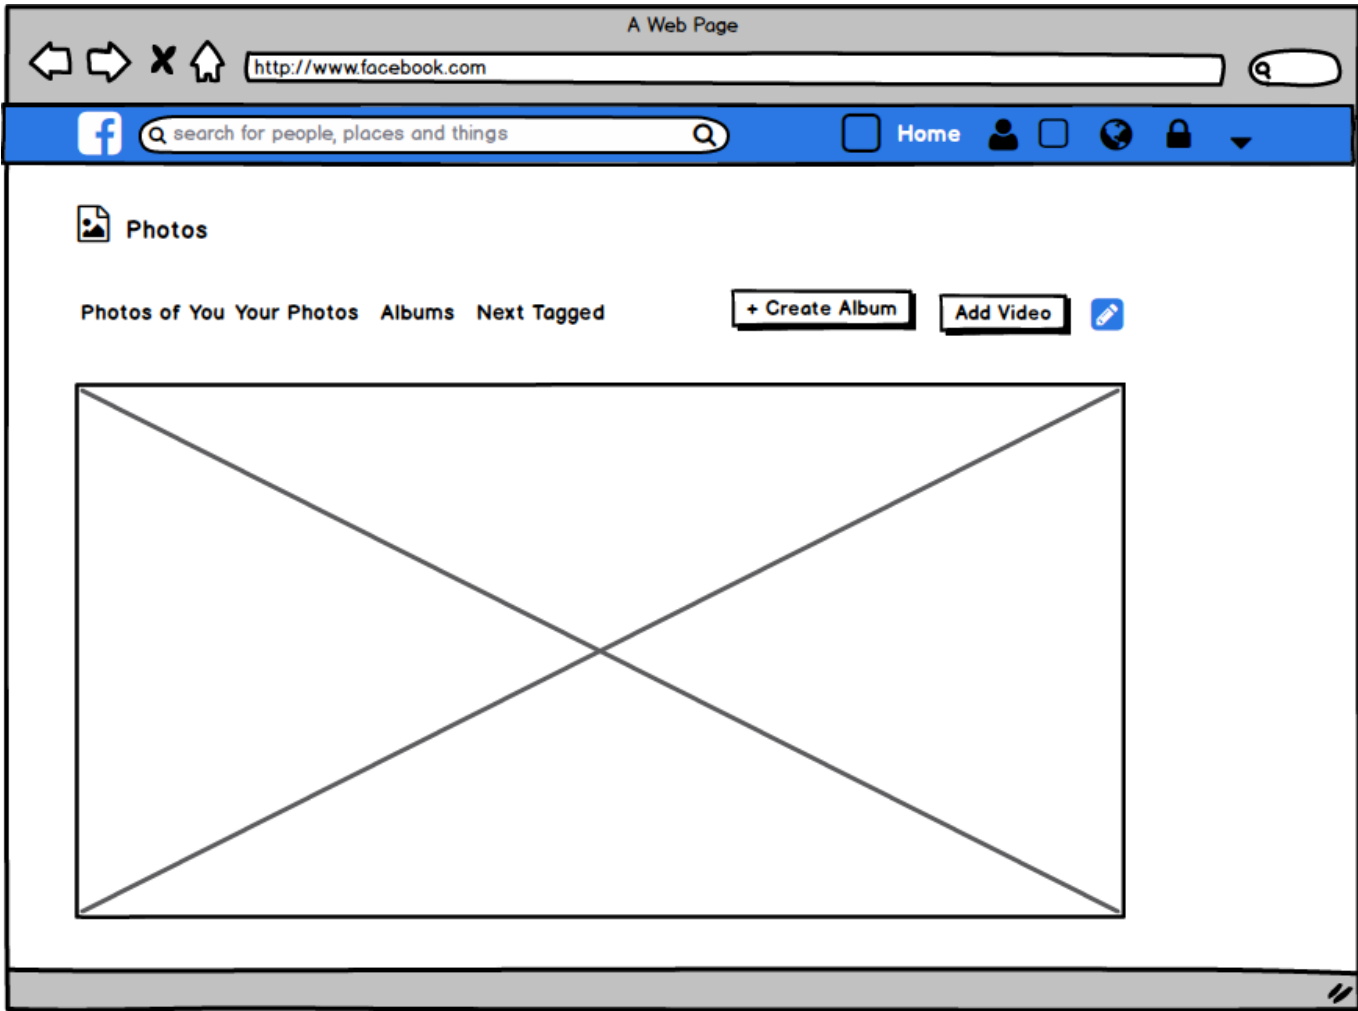 A Web Page
http://www.facebook.com
search for people, places and things
Home
Photos
Photos of You Your Photos Albums Next Tagged
+ Create Album
Add Video